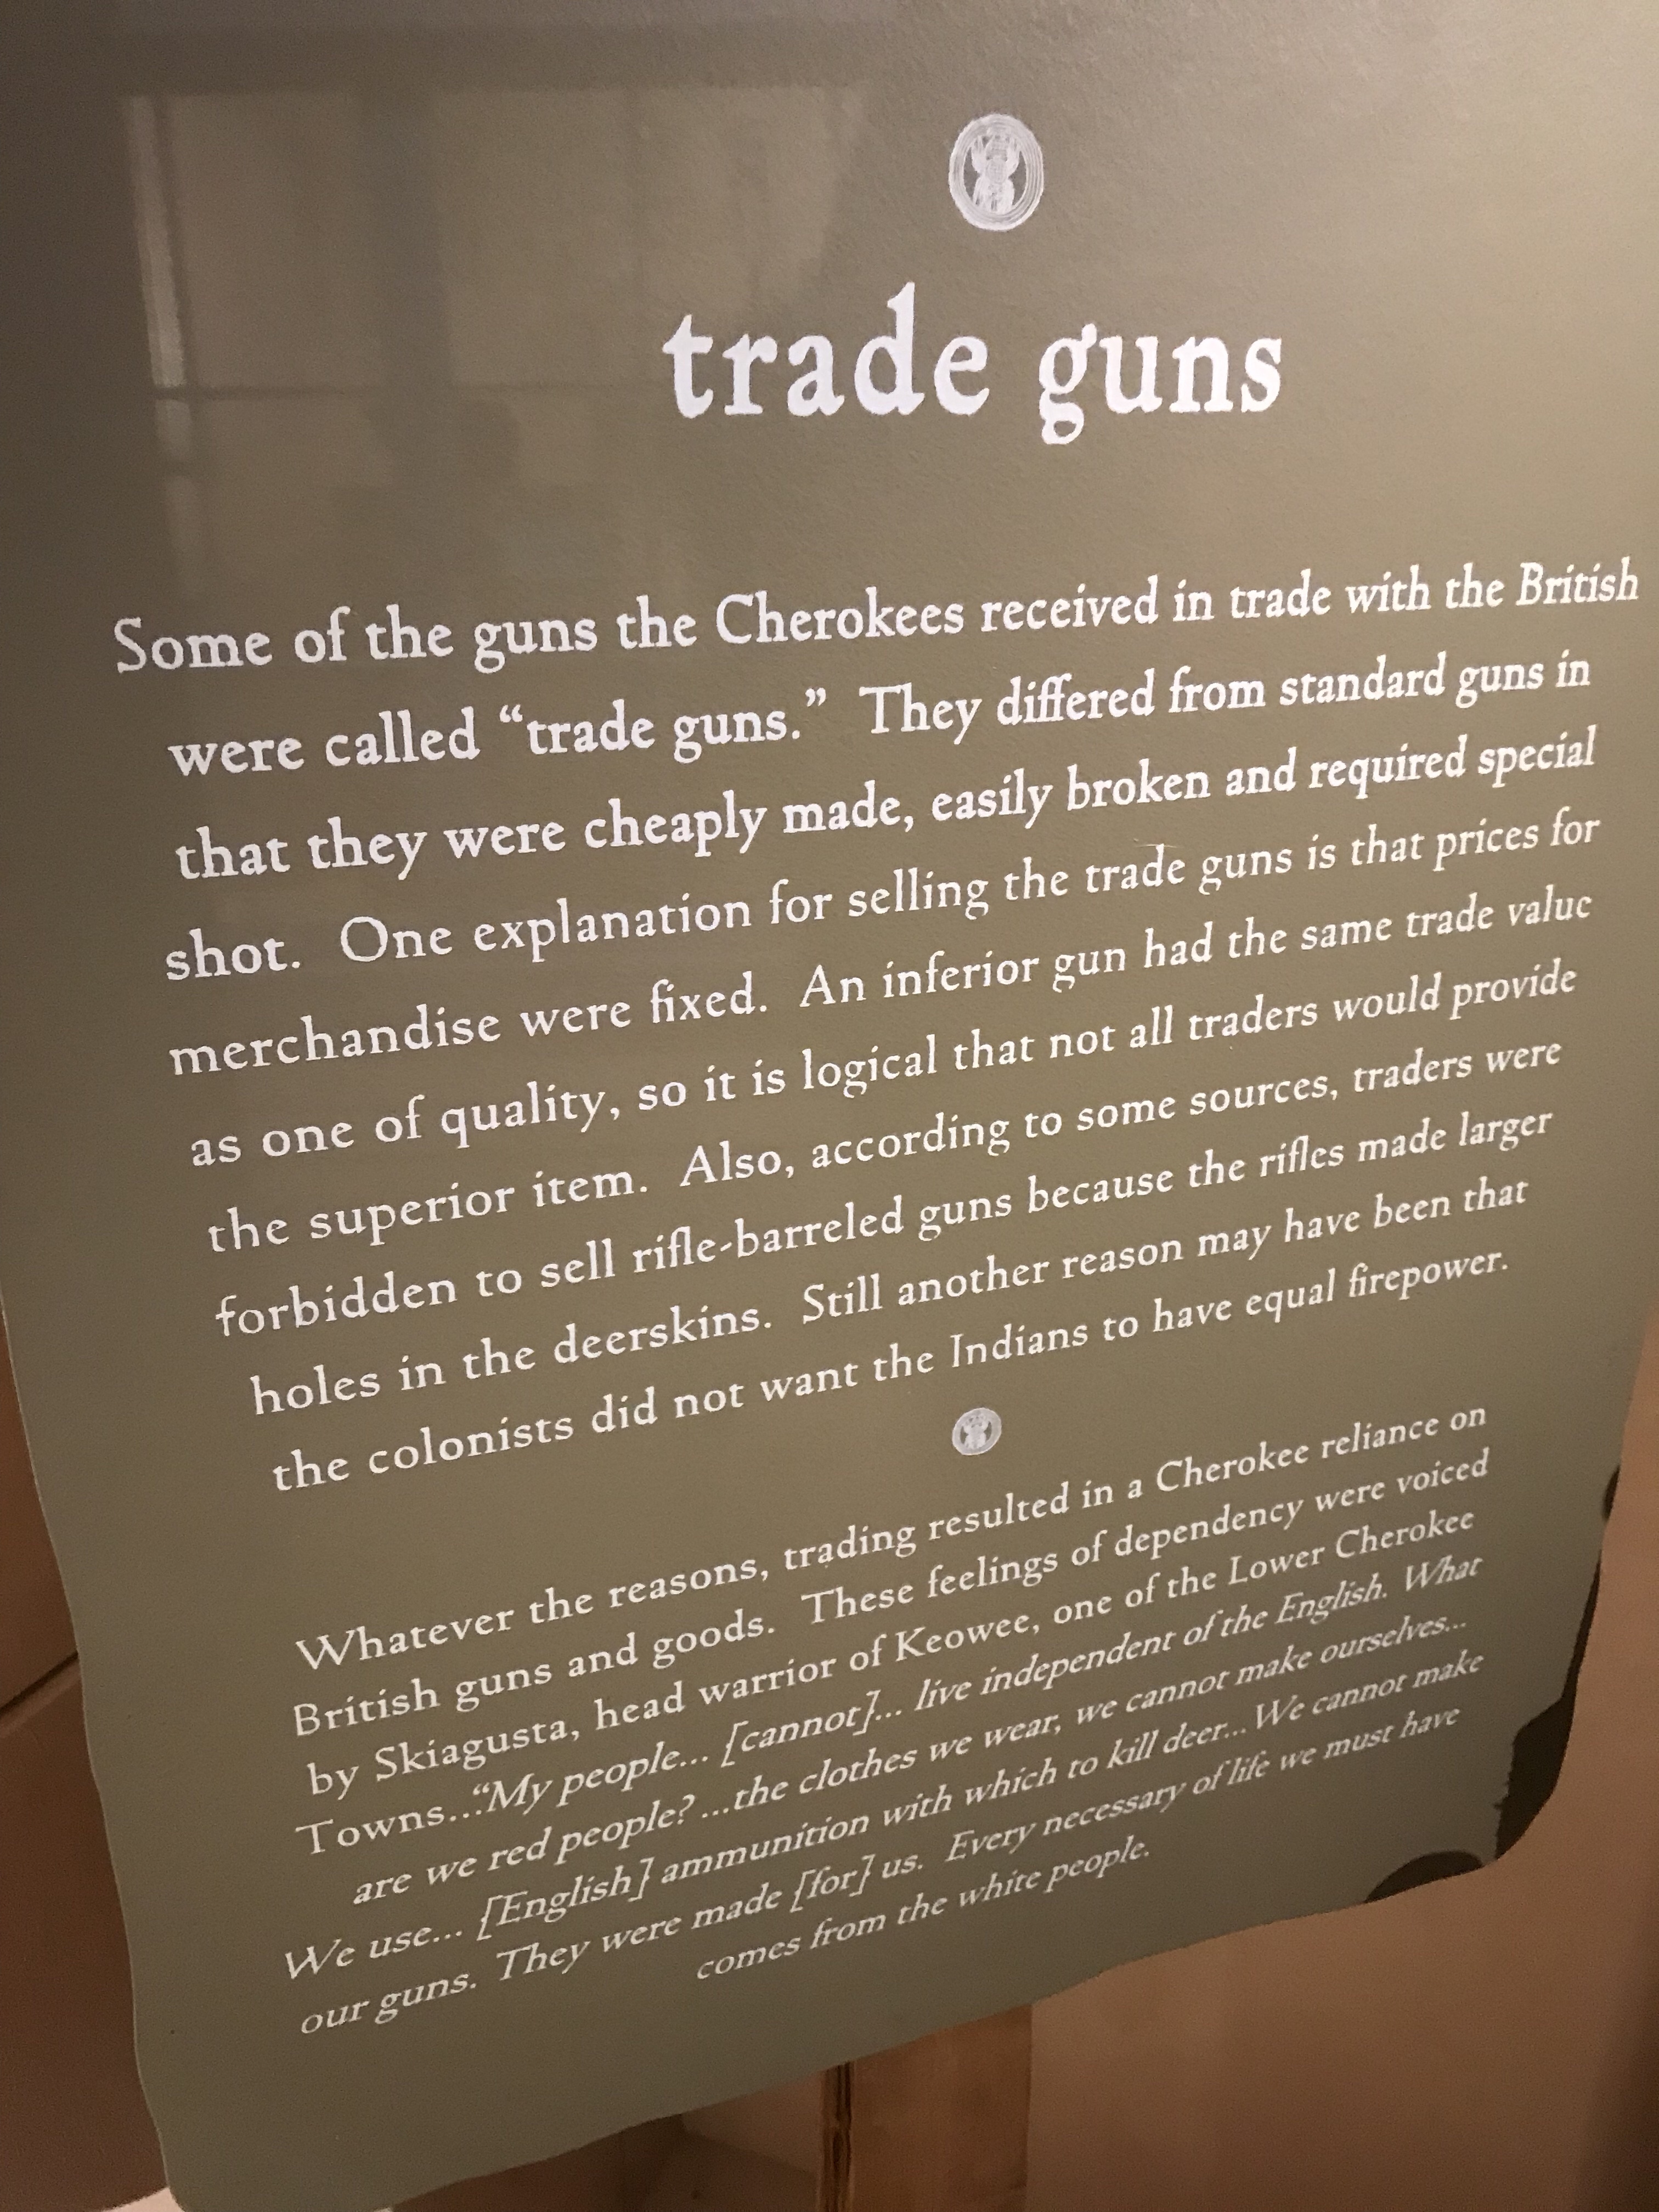 trade guns
Some of the guns the Cherokees received in trade with the British
were called “trade guns.” They differed from standard guns in
that they were cheaply made, easily broken and required special
shot. One explanation for selling the trade guns is that prices for
merchandise were fixed. An inferior gun had the same trade value
as one of quality, so it is logical that not all traders would provide
the superior item. Also, according to some sources, traders were
forbidden to sell rifle-barreled guns because the rifles made larger
holes in the deerskins. Still another reason may have been that
the colonists did not want the Indians to have equal firepower.
Whatever the reasons, trading resulted in a Cherokee reliance on
British guns and goods. These feelings of dependency were voiced
by Skiagusta, head warrior of Keowee, one of the Lower Cherokee
Towns...“My people... [cannot]... live independent of the English. What
are we red people? ...the clothes we wear, we cannot make ourselves...
We use... [English] ammunition with which to kill deer... We cannot make
our guns. They were made [for] us. Every necessary of life we must have
comes from the white people.